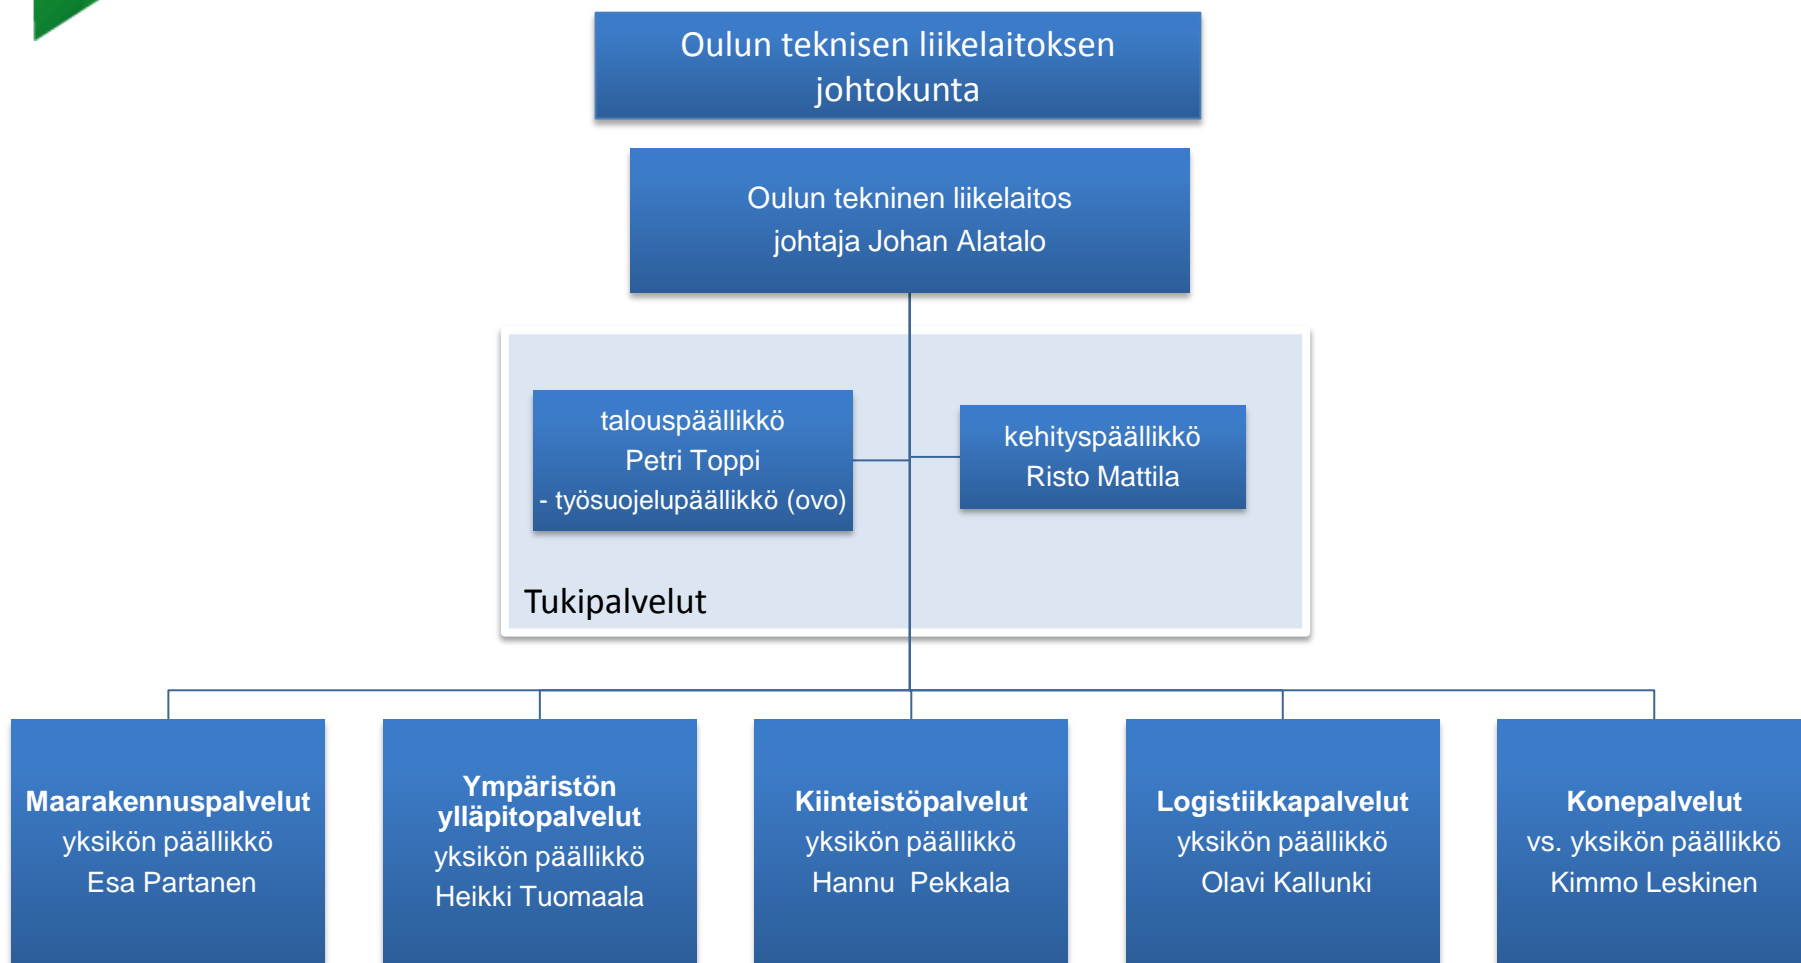 Oulun teknisen liikelaitoksen
johtokunta
Oulun tekninen liikelaitos
johtaja Johan Alatalo
talouspäällikkö
Petri Toppi
- työsuojelupäällikkö (ovo)
kehityspäällikkö
Risto Mattila
Tukipalvelut
Maarakennuspalvelut
yksikön päällikkö
Esa Partanen
Ympäristön
ylläpitopalvelut
yksikön päällikkö
Heikki Tuomaala
Kiinteistöpalvelut
yksikön päällikkö
Hannu Pekkala
Logistiikkapalvelut
yksikön päällikkö
Olavi Kallunki
Konepalvelut
vs. yksikön päällikkö
Kimmo Leskinen